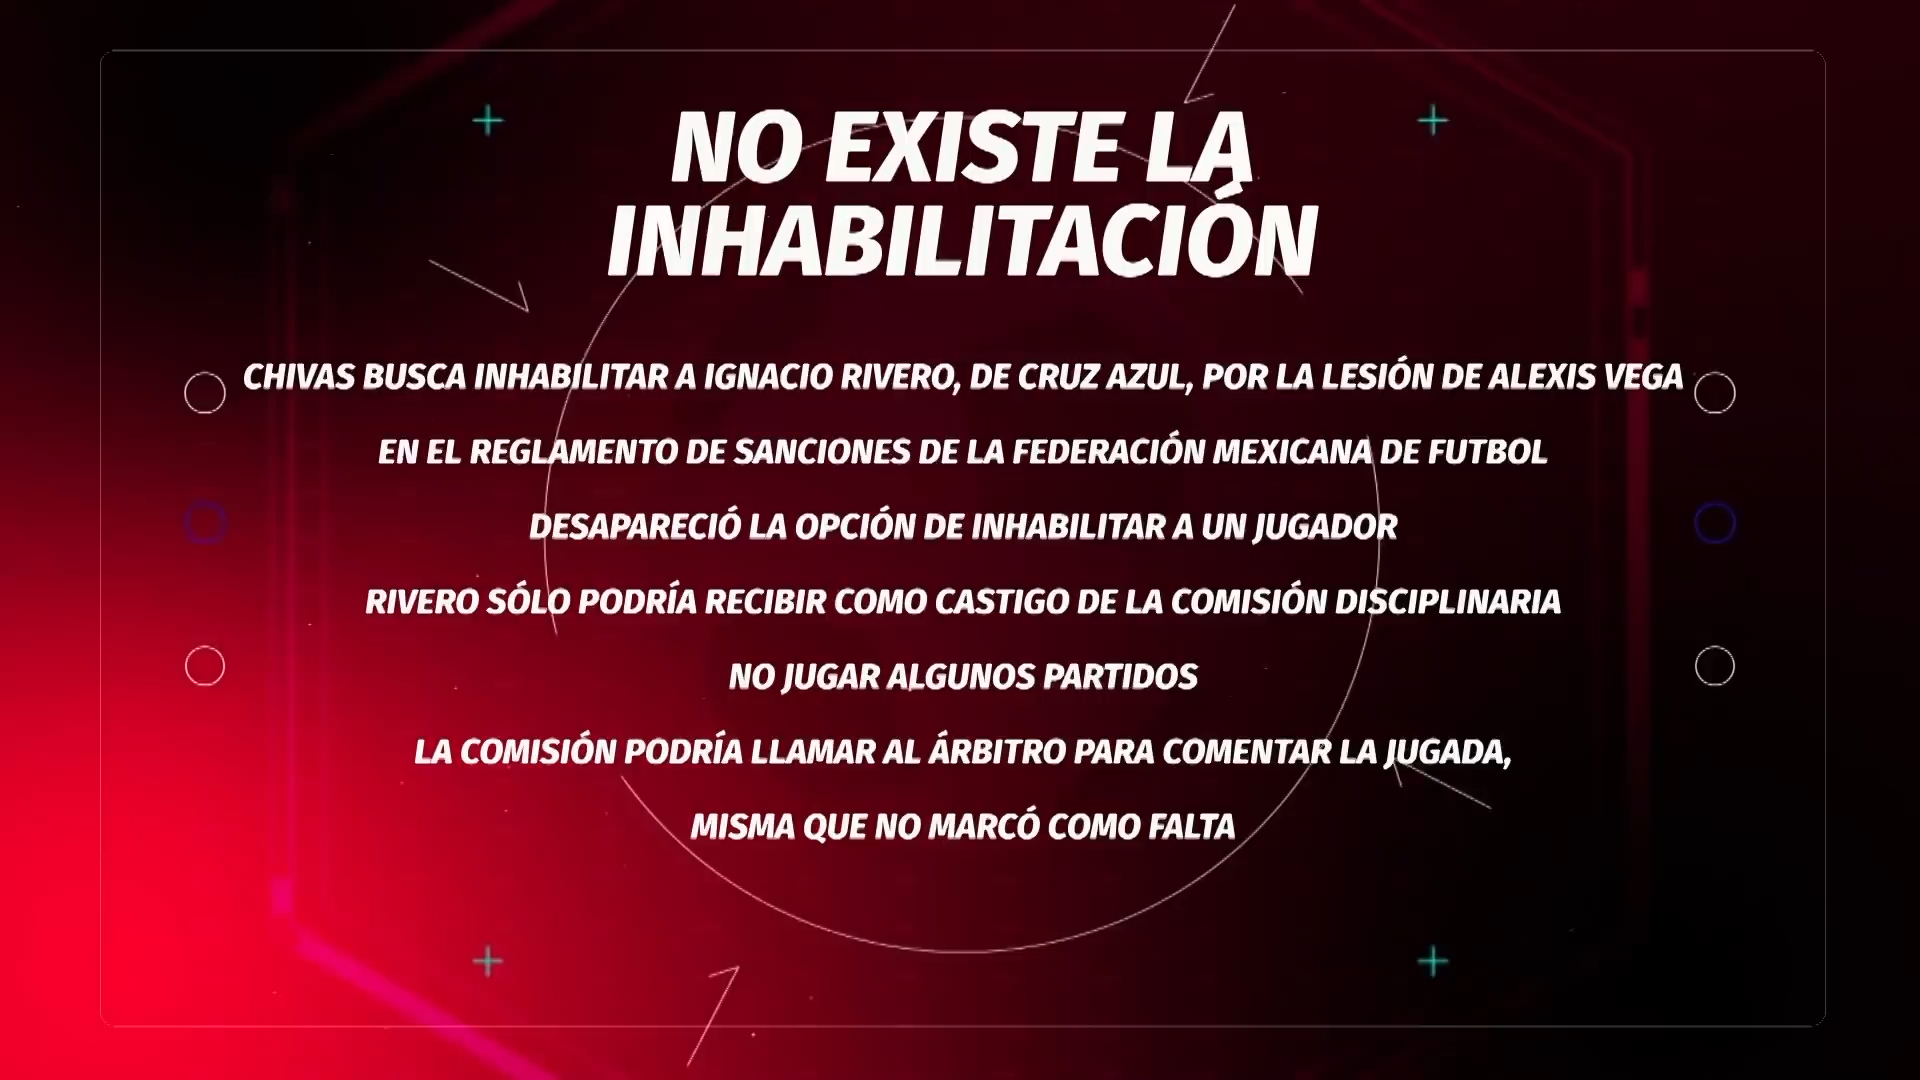 NO EXISTE LA
INHABILITACIÓN
CHIVAS BUSCA INHABILITAR A IGNACIO RIVERO, DE CRUZ AZUL, POR LA LESIÓN DE ALEXIS VEGA
EN EL REGLAMENTO DE SANCIONES DE LA FEDERACIÓN MEXICANA DE FUTBOL
DESAPARECIÓ LA OPCIÓN DE INHABILITAR A UN JUGADOR
RIVERO SÓLO PODRÍA RECIBIR COMO CASTIGO DE LA COMISIÓN DISCIPLINARIA
NO JUGAR ALGUNOS PARTIDOS
LA COMISIÓN PODRÍA LLAMAR AL ÁRBITRO PARA COMENTAR LA JUGADA,
MISMA QUE NO MARCÓ COMO FALTA